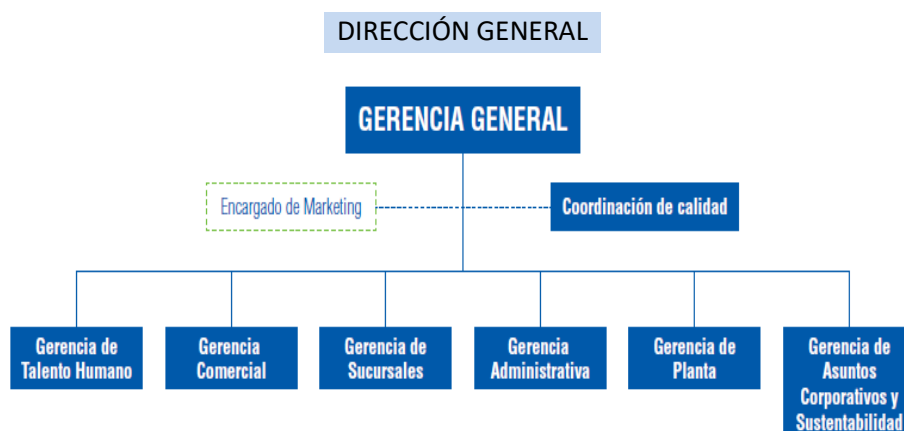 DIRECCIÓN GENERAL
GERENCIA GENERAL
Encargado de Marketing
Coordinación de calidad
Gerencia de
Talento Humano
Gerencia
Comercial
Gerencia de
Sucursales
Gerencia
Administrativa
Gerencia de
Planta
Gerencia de
Asuntos
Corporativos y
Sustentabilidad